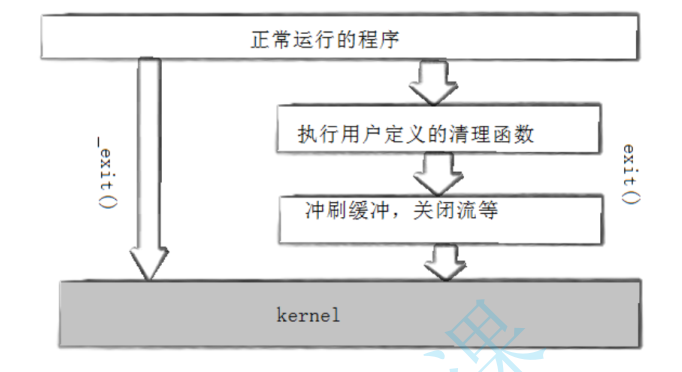 正常运行的程序
执行用户定义的清理函数
_exit()
exit()
冲刷缓冲，关闭流等
kernel
课